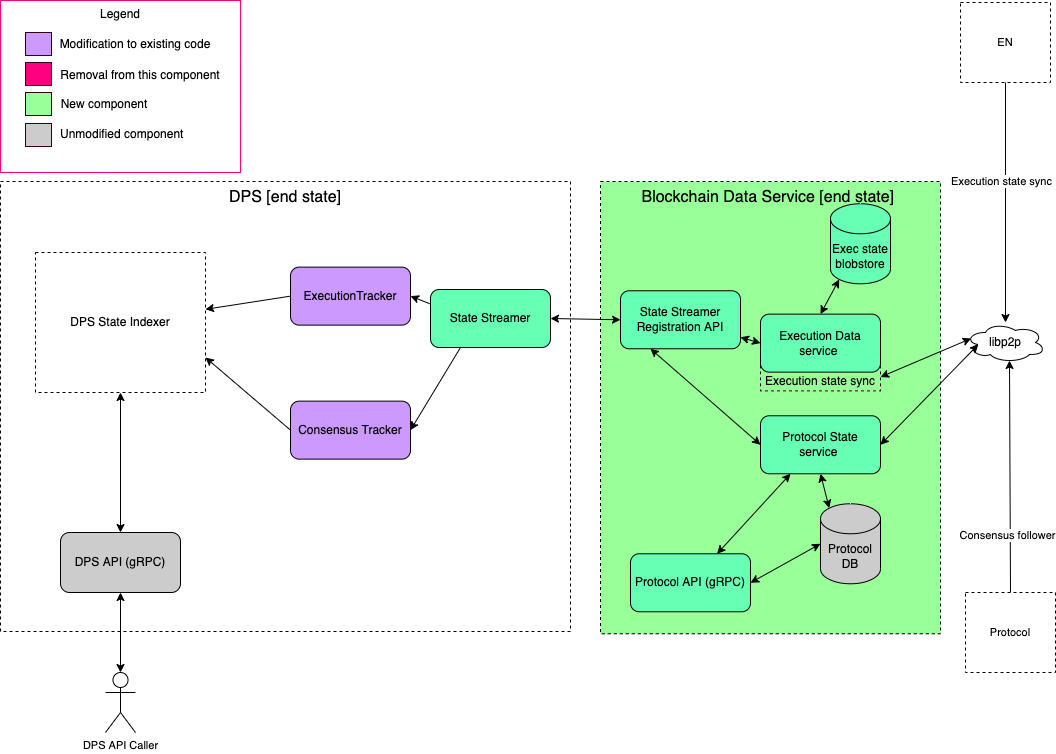 Legend
Modification to existing code
Removal from this component
New component
Unmodified component
EN
Execution state sync
DPS [end state]
Blockchain Data Service [end state]
Exec state
blobstore
ExecutionTracker
DPS State Indexer
State Streamer
State Streamer
Registration API
Execution Data
service
Execution state sync
libp2p
Consensus Tracker
Protocol State
service
Consensus follower
Protocol
DB
DPS API (gRPC)
Protocol API (gRPC)
Protocol
DPS API Caller